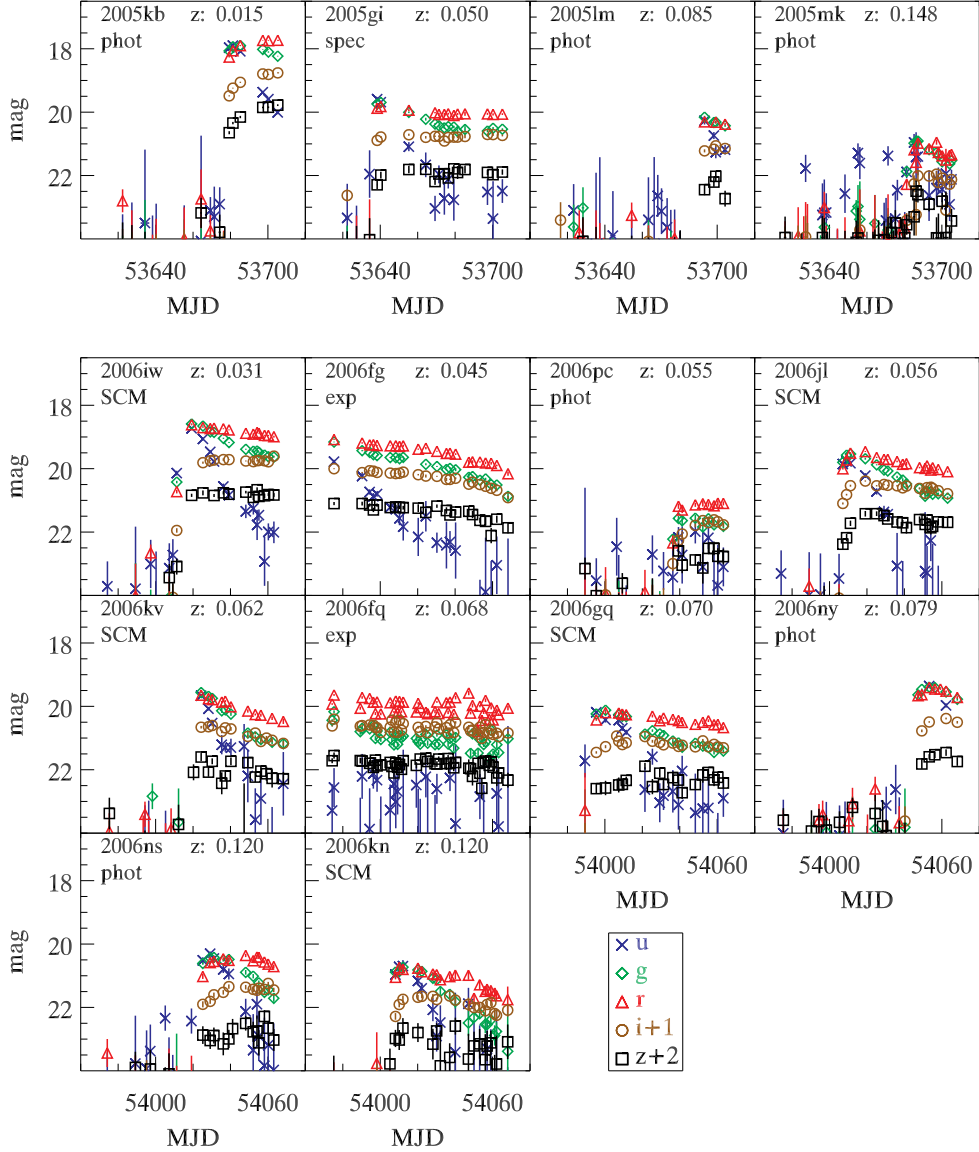 2005kb z: 0.015
phot
2005gi z: 0.050
spec
2005lm z: 0.085
phot
2005mk z: 0.148
phot
18
20
22
mag
53640 53700
MJD
53640 53700
MJD
53640 53700
MJD
53640 53700
MJD
2006iw z: 0.031
SCM
2006fg z: 0.045
exp
2006pc z: 0.055
phot
2006jl z: 0.056
SCM
18
20
22
mag
2006kv z: 0.062
SCM
2006fq z: 0.068
exp
2006gq z: 0.070
SCM
2006ny z: 0.079
phot
18
20
22
mag
54000 54060
MJD
54000 54060
MJD
2006ns z: 0.120
phot
2006kn z: 0.120
SCM
18
20
22
mag
54000 54060
MJD
54000 54060
MJD
u
g
r
i+1
z+2